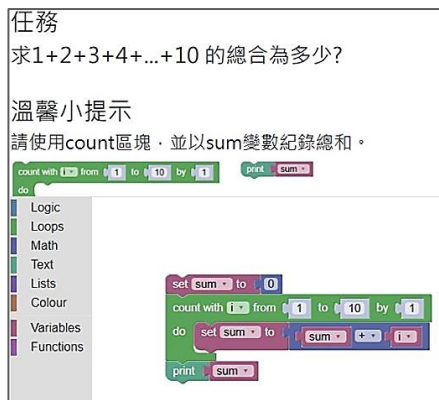 任務
求1+2+3+4+...+10 的總合為多少?
溫馨小提示
請使用count區塊，並以sum變數紀錄總和。
count with i from 1 to 10 by 1
do
print sum
Logic
Loops
Math
Text
Lists
Colour
Variables
Functions
set sum to 0
count with i from 1 to 10 by 1
do set sum to sum + i
print sum